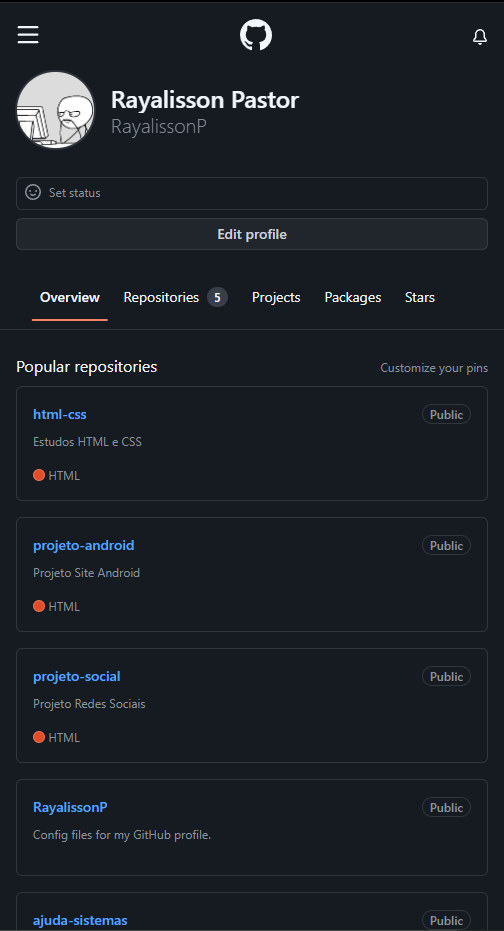 Rayalisson Pastor
RayalissonP
Set status
Edit profile
Overview Repositories 5 Projects Packages Stars
Popular repositories Customize your pins
html-css Public
Estudos HTML e CSS
HTML
projeto-android Public
Projeto Site Android
HTML
projeto-social Public
Projeto Redes Sociais
HTML
RayalissonP Public
Config files for my GitHub profile.
ajuda-sistemas Public